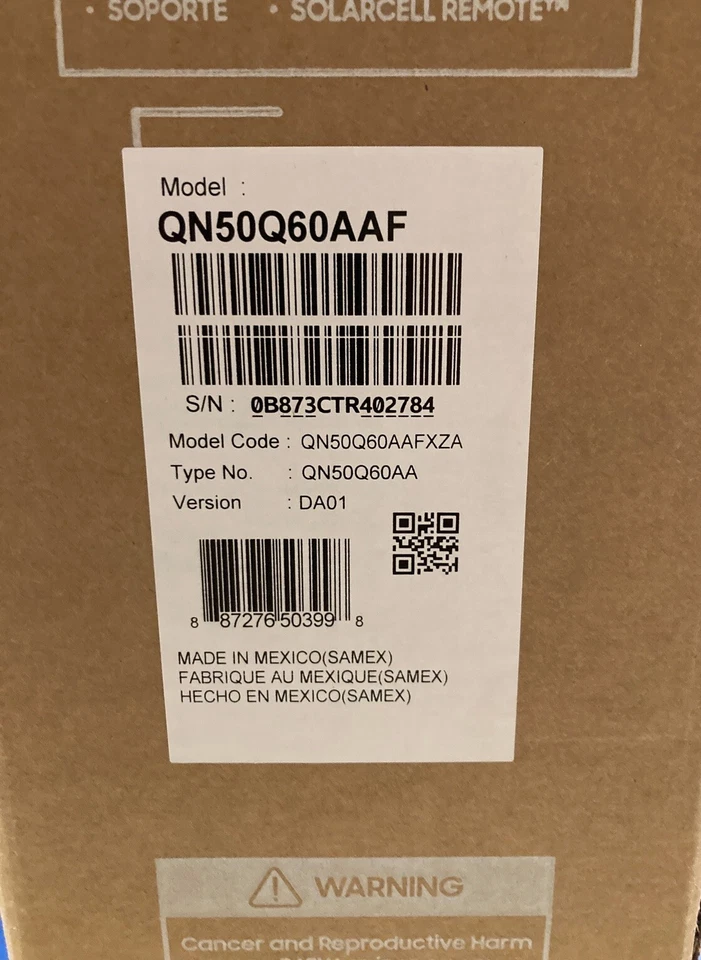 • SOPORTE • SOLARCELL REMOTE™
Model :
QN50Q60AAF
S/N : 0B873CTR402784
Model Code : QN50Q60AAFXZA
Type No. : QN50Q60AA
Version : DA01
8 87276 50399 8
MADE IN MEXICO(SAMEX)
FABRIQUE AU MEXIQUE(SAMEX)
HECHO EN MEXICO(SAMEX)
WARNING
Cancer and Reproductive Harm